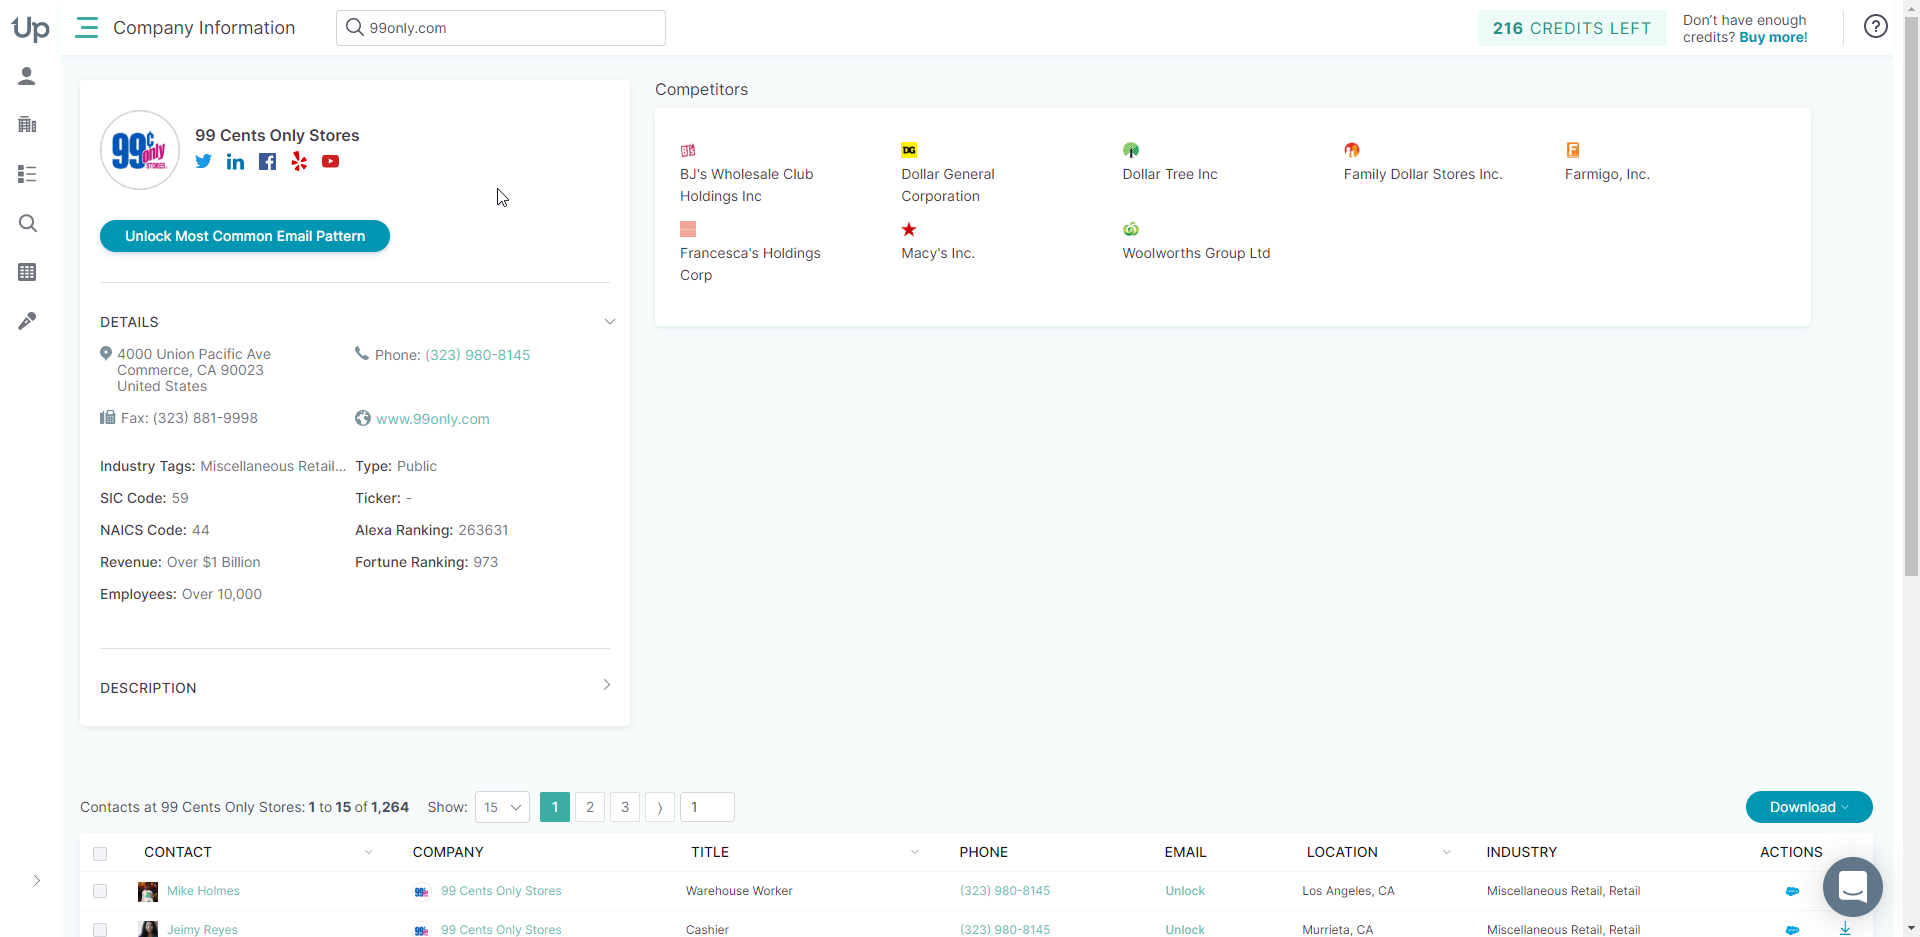 Up
Company Information
99only.com
216 CREDITS LEFT
Don't have enough
credits? Buy more!
?
99¢ only STORES.
99 Cents Only Stores
Unlock Most Common Email Pattern
DETAILS
4000 Union Pacific Ave
Commerce, CA 90023
United States
Phone: (323) 980-8145
Fax: (323) 881-9998
www.99only.com
Industry Tags: Miscellaneous Retail...
Type: Public
SIC Code: 59
Ticker: -
NAICS Code: 44
Alexa Ranking: 263631
Revenue: Over $1 Billion
Fortune Ranking: 973
Employees: Over 10,000
DESCRIPTION
Competitors
BJ's Wholesale Club
Holdings Inc
DG
Dollar General
Corporation
Dollar Tree Inc
Family Dollar Stores Inc.
F
Farmigo, Inc.
Francesca's Holdings
Corp
Macy's Inc.
Woolworths Group Ltd
Contacts at 99 Cents Only Stores: 1 to 15 of 1,264 Show: 15 1 2 3 ⟩ 1
Download
CONTACT COMPANY TITLE PHONE EMAIL LOCATION INDUSTRY ACTIONS
Mike Holmes 99 Cents Only Stores Warehouse Worker (323) 980-8145 Unlock Los Angeles, CA Miscellaneous Retail, Retail
Jeimy Reyes 99 Cents Only Stores Cashier (323) 980-8145 Unlock Murrieta, CA Miscellaneous Retail, Retail